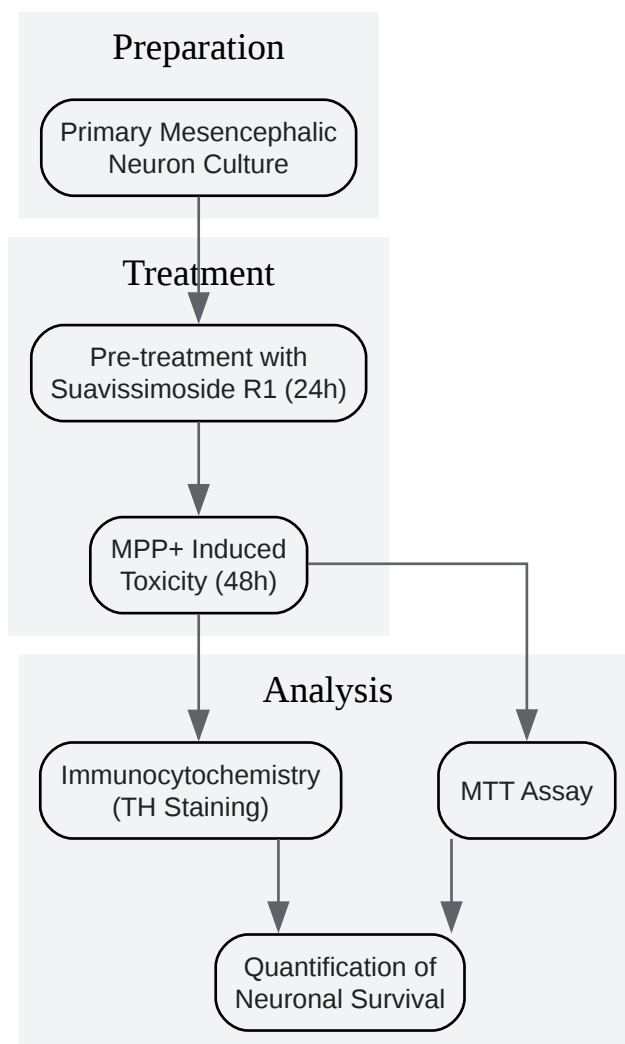 Preparation
Primary Mesencephalic
Neuron Culture
Treatment
Pre-treatment with
Suavissimoside R1 (24h)
MPP+ Induced
Toxicity (48h)
Analysis
Immunocytochemistry
(TH Staining)
MTT Assay
Quantification of
Neuronal Survival